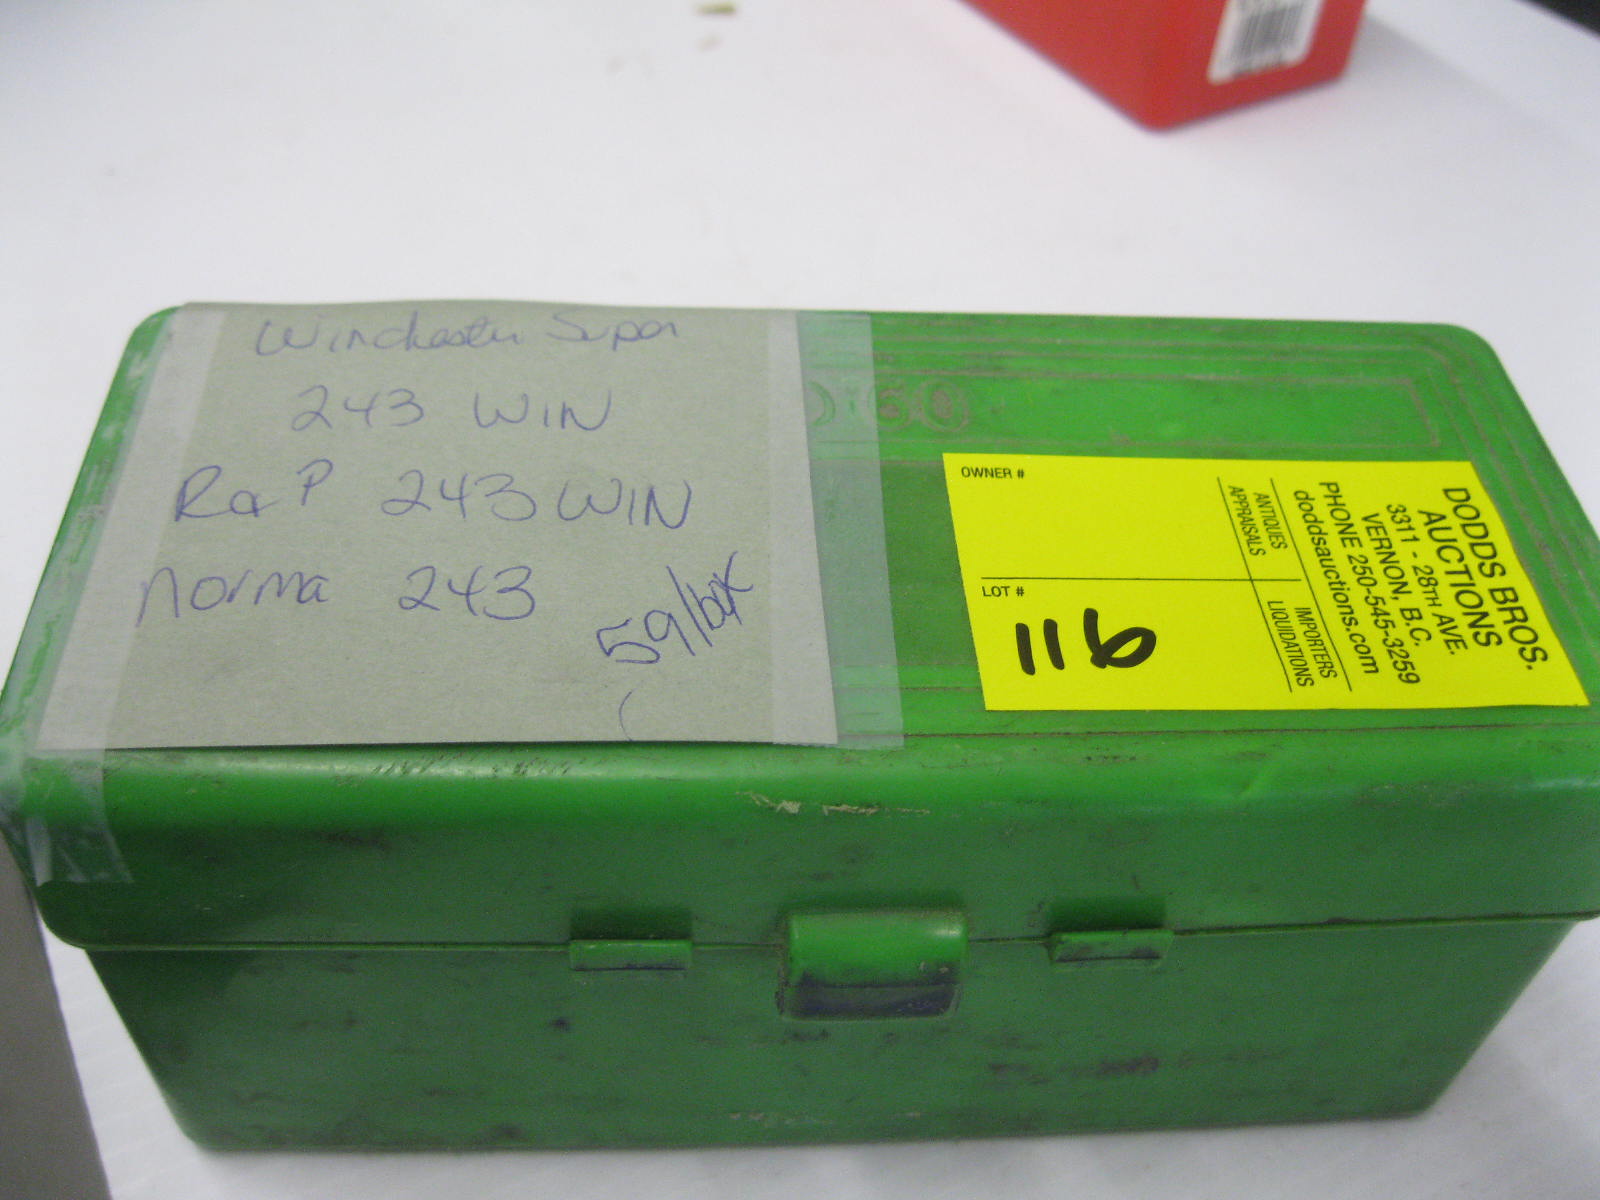 Winchester Super
243 WIN
R & P 243 WIN
Norma 243
59/box
60
OWNER #
LOT #
116
ANTIQUES
APPRAISALS
IMPORTERS
LIQUIDATIONS
DODDS BROS.
AUCTIONS
3311 - 28TH AVE.
VERNON, B.C.
PHONE 250-545-3259
doddsauctions.com